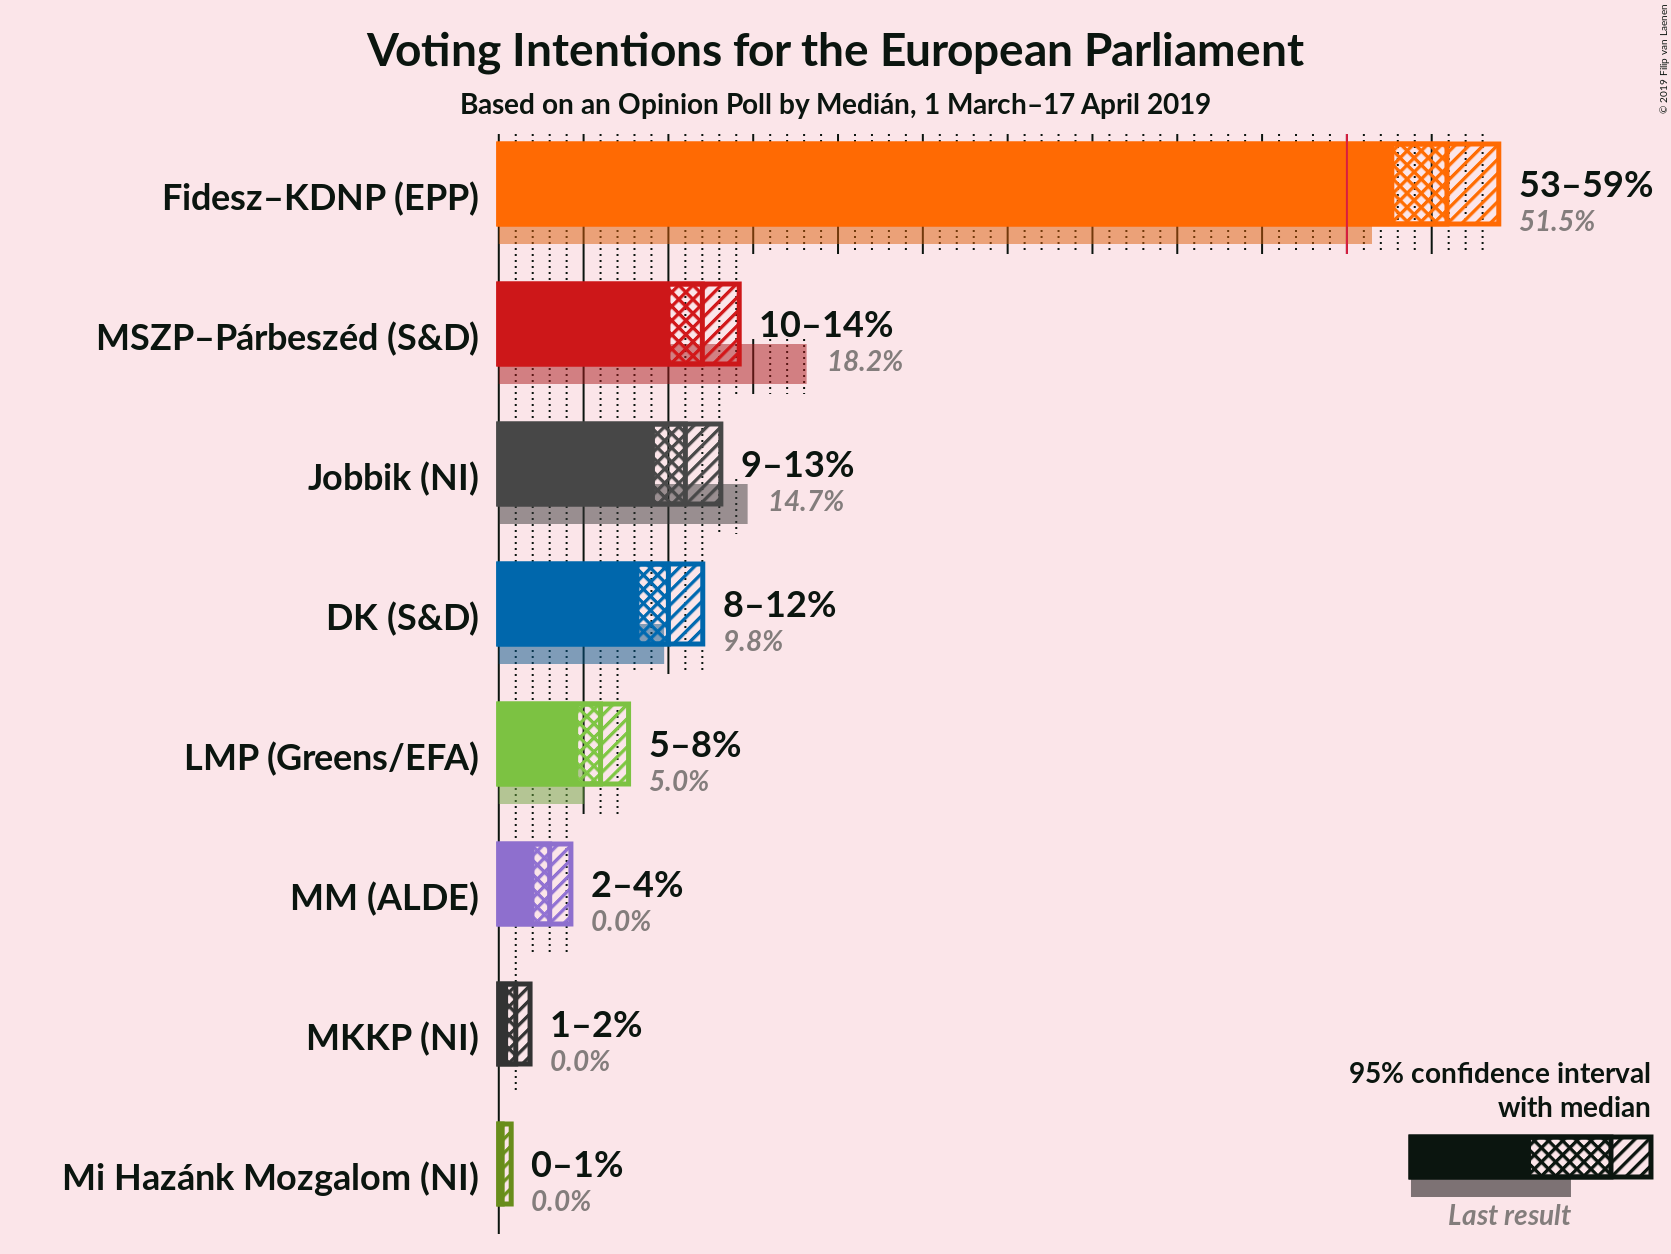 Voting Intentions for the European Parliament
Based on an Opinion Poll by Medián, 1 March–17 April 2019
© 2019 Filip van Laenen
Fidesz–KDNP (EPP)
53–59%
51.5%
MSZP–Párbeszéd (S&D)
10–14%
18.2%
Jobbik (NI)
9–13%
14.7%
DK (S&D)
8–12%
9.8%
LMP (Greens/EFA)
5–8%
5.0%
MM (ALDE)
2–4%
0.0%
MKKP (NI)
1–2%
0.0%
Mi Hazánk Mozgalom (NI)
0–1%
0.0%
95% confidence interval
with median
Last result